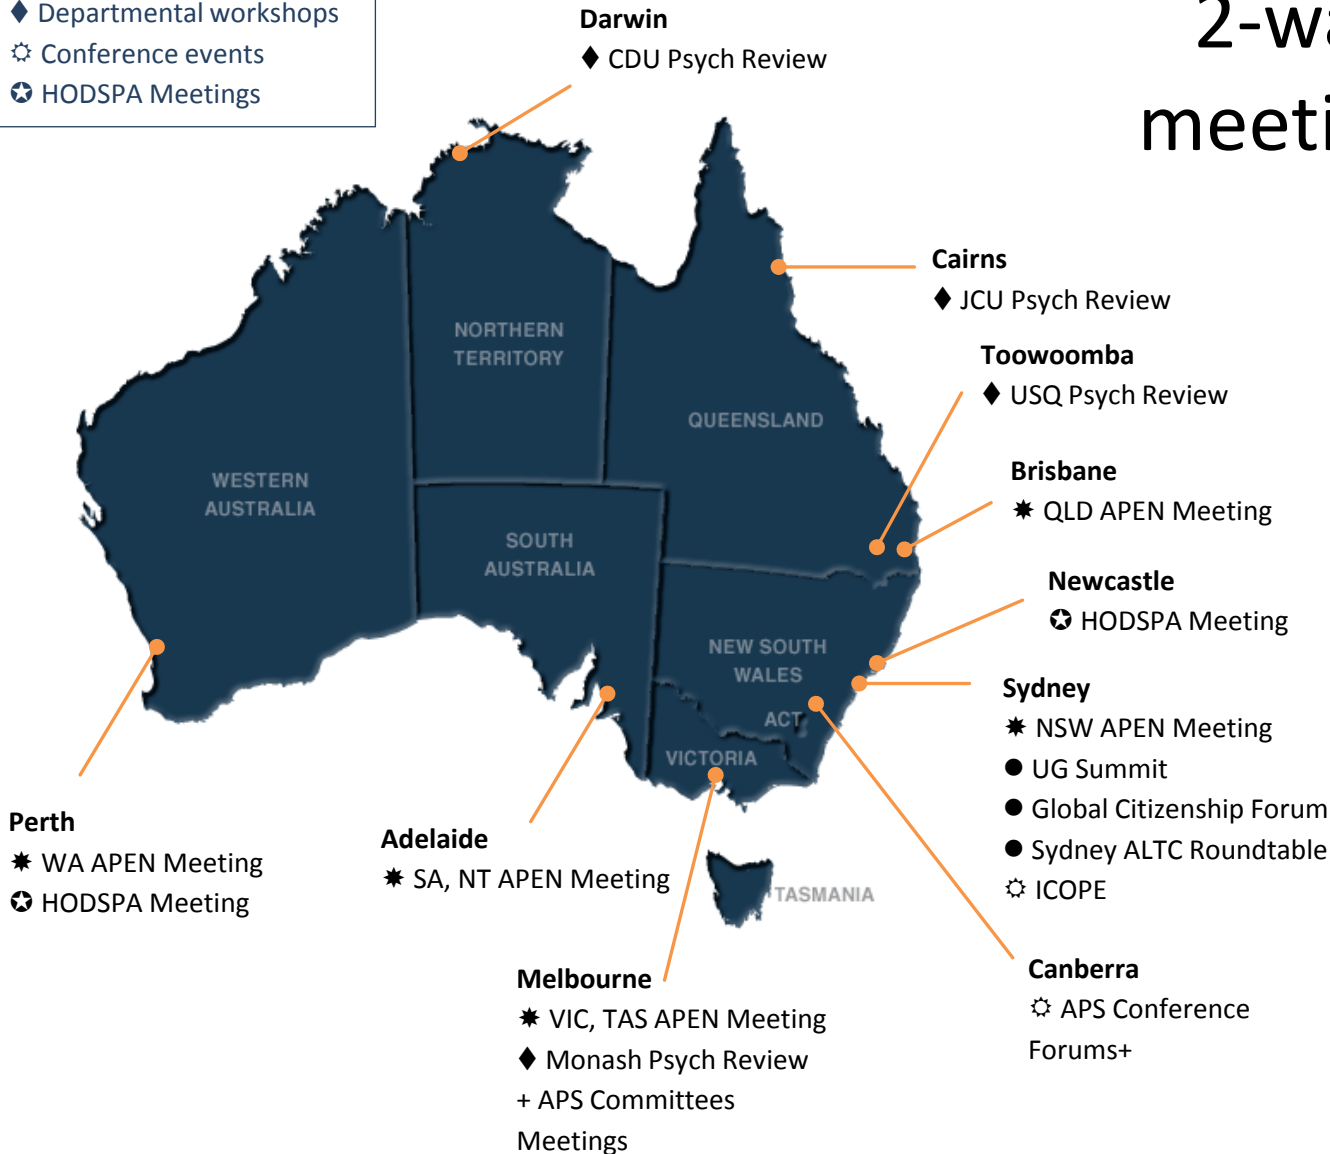 ♦ Departmental workshops
☼ Conference events
✪ HODSPA Meetings
2-wa
meeti
Darwin
♦ CDU Psych Review
Cairns
♦ JCU Psych Review
Toowoomba
♦ USQ Psych Review
Brisbane
✷ QLD APEN Meeting
Newcastle
✪ HODSPA Meeting
Sydney
✷ NSW APEN Meeting
● UG Summit
● Global Citizenship Forum
● Sydney ALTC Roundtable
☼ ICOPE
Canberra
☼ APS Conference
Forums+
Melbourne
✷ VIC, TAS APEN Meeting
♦ Monash Psych Review
+ APS Committees
Meetings
Adelaide
✷ SA, NT APEN Meeting
Perth
✷ WA APEN Meeting
✪ HODSPA Meeting
NORTHERN
TERRITORY
QUEENSLAND
WESTERN
AUSTRALIA
SOUTH
AUSTRALIA
NEW SOUTH
WALES
ACT
VICTORIA
TASMANIA